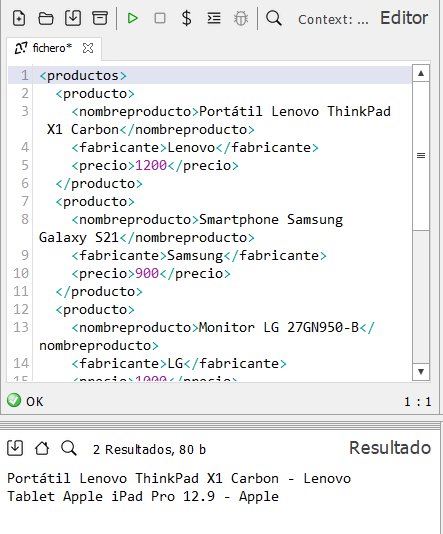 Context: ... Editor
fichero*
1 <productos>
2 <producto>
3 <nombreproducto>Portátil Lenovo ThinkPad
X1 Carbon</nombreproducto>
4 <fabricante>Lenovo</fabricante>
5 <precio>1200</precio>
6 </producto>
7 <producto>
8 <nombreproducto>Smartphone Samsung
Galaxy S21</nombreproducto>
9 <fabricante>Samsung</fabricante>
10 <precio>900</precio>
11 </producto>
12 <producto>
13 <nombreproducto>Monitor LG 27GN950-B</
nombreproducto>
14 <fabricante>LG</fabricante>
15 <precio>1000</precio>
OK 1 : 1
2 Resultados, 80 b Resultado
Portátil Lenovo ThinkPad X1 Carbon - Lenovo
Tablet Apple iPad Pro 12.9 - Apple